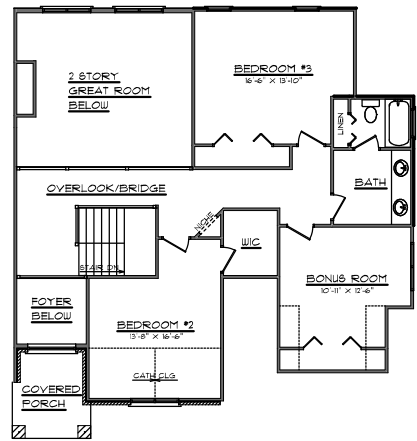 2 STORY
GREAT ROOM
BELOW
BEDROOM #3
16'-6" X 13'-10"
LINEN
BATH
OVERLOOK/BRIDGE
NICHE
WIC
STAIR DN
BONUS ROOM
10'-11" X 12'-6"
FOYER
BELOW
BEDROOM #2
13'-8" X 16'-6"
CATH CLG
COVERED
PORCH